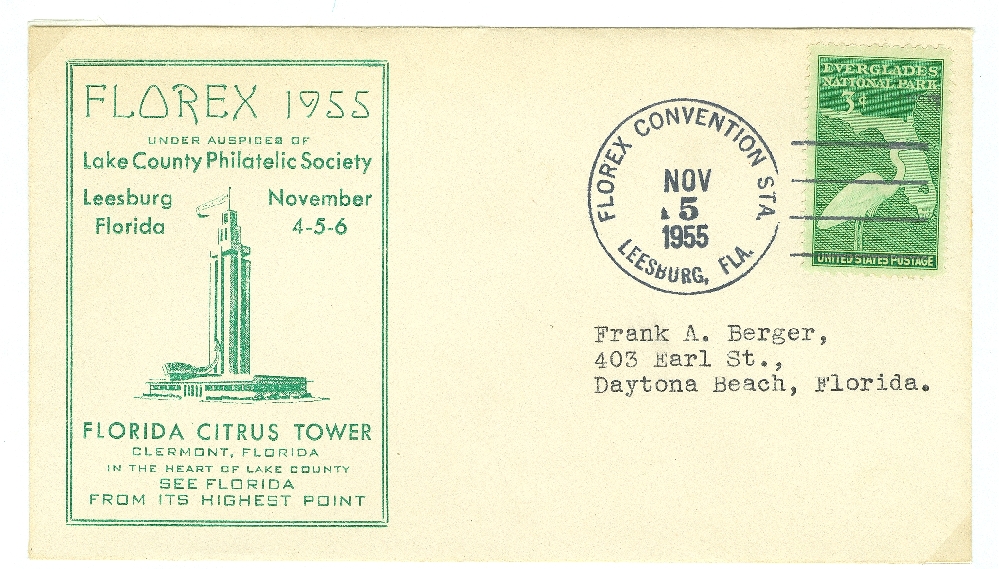 FLOREX 1955
UNDER AUSPICES OF
Lake County Philatelic Society
Leesburg November
Florida 4-5-6
FLORIDA CITRUS TOWER
CLERMONT, FLORIDA
IN THE HEART OF LAKE COUNTY
SEE FLORIDA
FROM ITS HIGHEST POINT
FLOREX CONVENTION STA.
NOV
5
1955
LEESBURG, FLA.
EVERGLADES
NATIONAL PARK
3¢
UNITED STATES POSTAGE
Frank A. Berger,
403 Earl St.,
Daytona Beach, Florida.